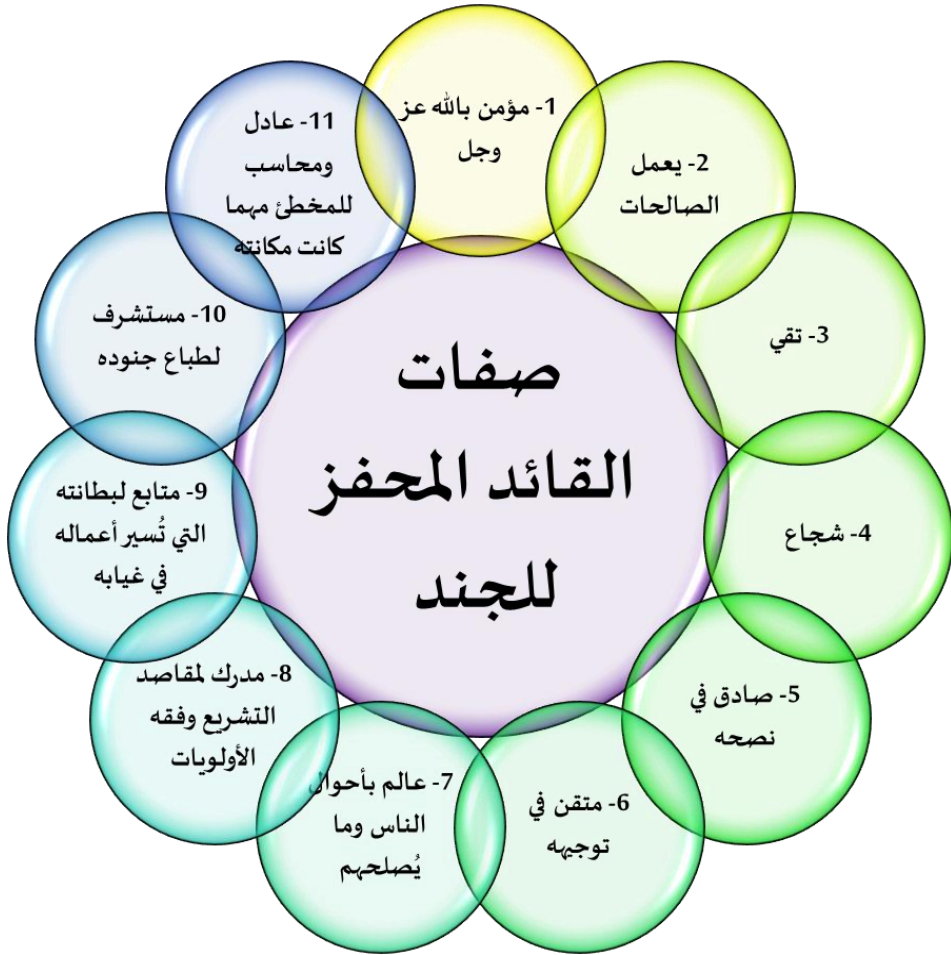 صفات
القائد المحفز
للجند
1- مؤمن بالله عز
وجل
2- يعمل
الصالحات
3- تقي
4- شجاع
5- صادق في
نصحه
6- متقن في
توجيهه
7- عالم بأحوال
الناس وما
يُصلحهم
8- مدرك لمقاصد
التشريع وفقه
الأولويات
9- متابع لبطانته
التي تُسير أعماله
في غيابه
10- مستشرف
لطباع جنوده
11- عادل
ومحاسب
للمخطئ مهما
كانت مكانته